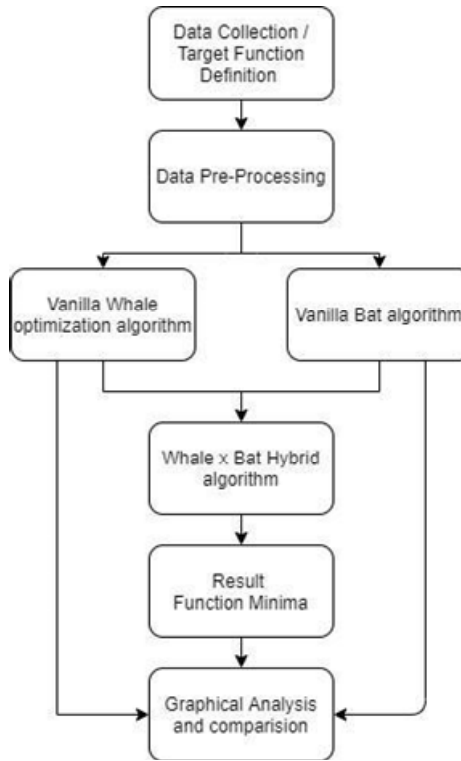 Data Collection /
Target Function
Definition
Data Pre-Processing
Vanilla Whale
optimization algorithm
Vanilla Bat algorithm
Whale x Bat Hybrid
algorithm
Result
Function Minima
Graphical Analysis
and comparision